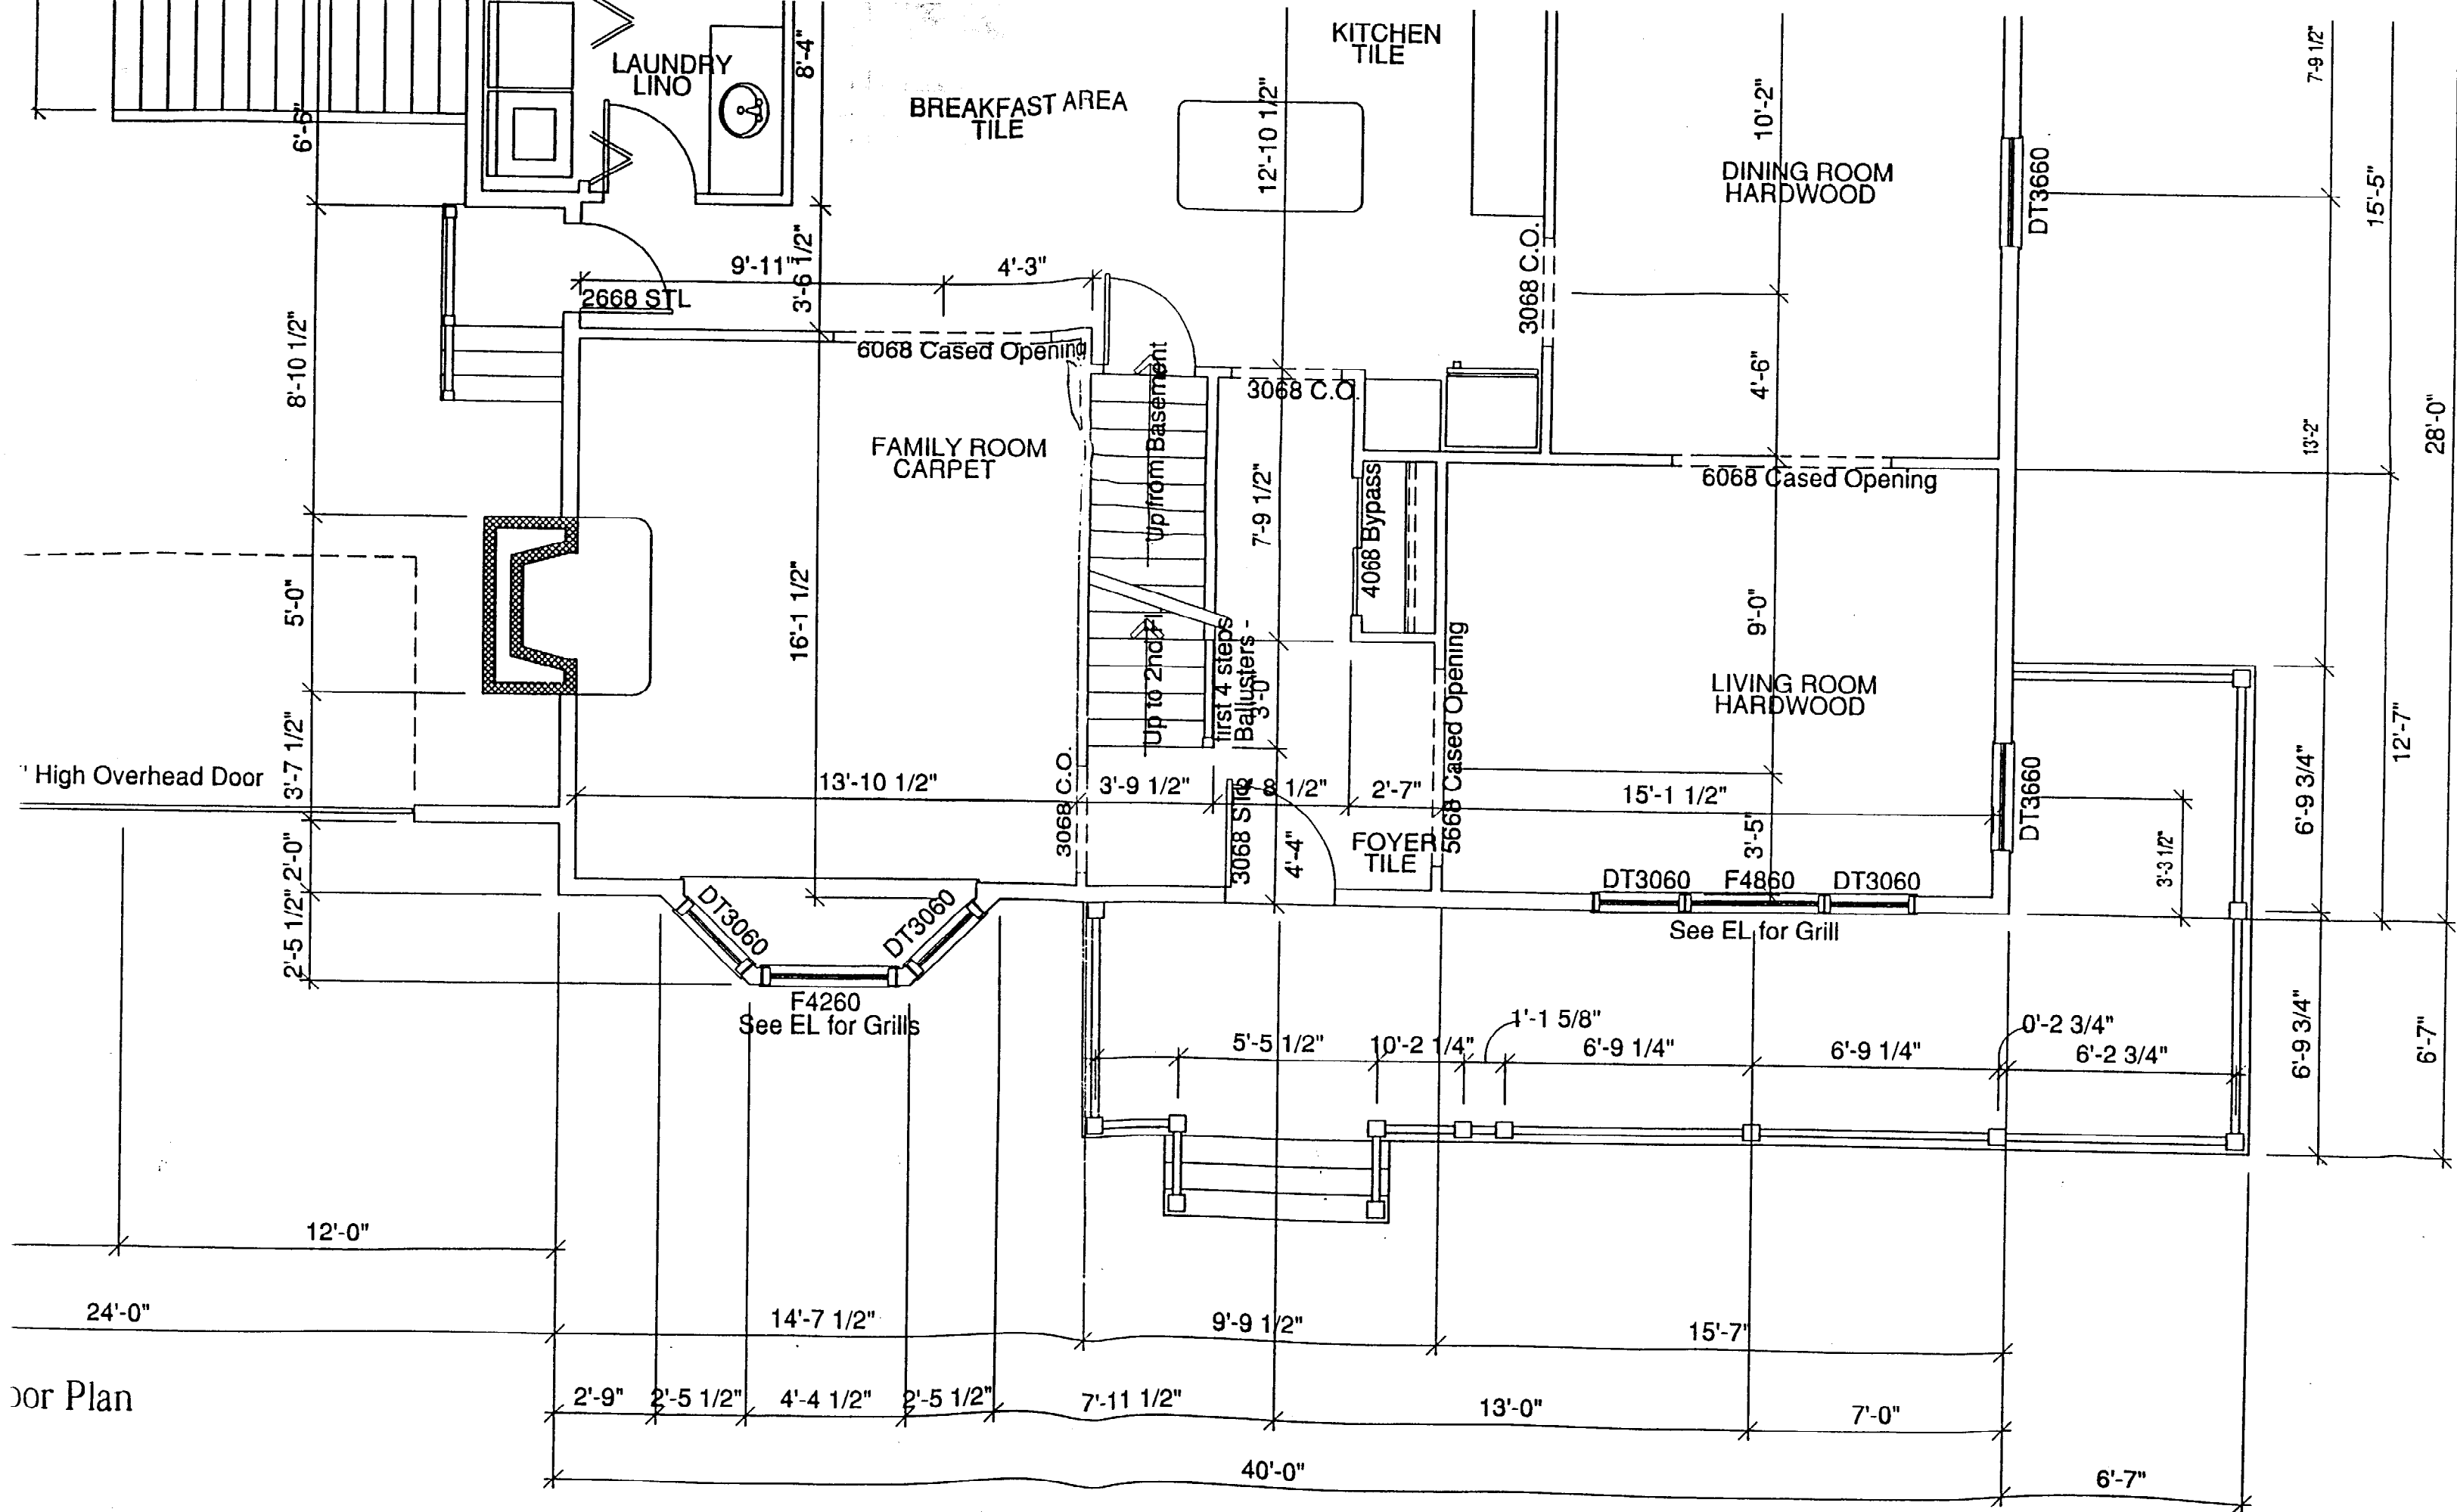 KITCHEN
TILE
LAUNDRY
LINO
8'-4"
7'-9 1/2"
BREAKFAST AREA
TILE
12'-10 1/2"
10'-2"
6'-6"
DINING ROOM
HARDWOOD
DT3660
15'-5"
9'-11"
3'-6 1/2"
4'-3"
2668 STL
3068 C.O.
8'-10 1/2"
6068 Cased Opening
3068 C.O.
4'-6"
FAMILY ROOM
CARPET
Up from Basement
13'-2"
28'-0"
6068 Cased Opening
7'-9 1/2"
4068 Bypass
5'-0"
16'-1 1/2"
9'-0"
Up to 2nd Fl
first 4 steps
Ballusters -
3'-0"
5668 Cased Opening
LIVING ROOM
HARDWOOD
12'-7"
" High Overhead Door
3'-7 1/2"
13'-10 1/2"
3068 C.O.
3'-9 1/2"
3068 STL
8 1/2"
2'-7"
15'-1 1/2"
DT3660
6'-9 3/4"
2'-0"
4'-4"
FOYER
TILE
3'-5"
3'-3 1/2"
DT3060
DT3060
DT3060 F4860 DT3060
See EL for Grill
2'-5 1/2"
F4260
See EL for Grills
1'-1 5/8"
0'-2 3/4"
5'-5 1/2"
10'-2 1/4"
6'-9 1/4"
6'-9 1/4"
6'-2 3/4"
6'-9 3/4"
6'-7"
12'-0"
24'-0"
14'-7 1/2"
9'-9 1/2"
15'-7"
oor Plan
2'-9"
2'-5 1/2"
4'-4 1/2"
2'-5 1/2"
7'-11 1/2"
13'-0"
7'-0"
40'-0"
6'-7"